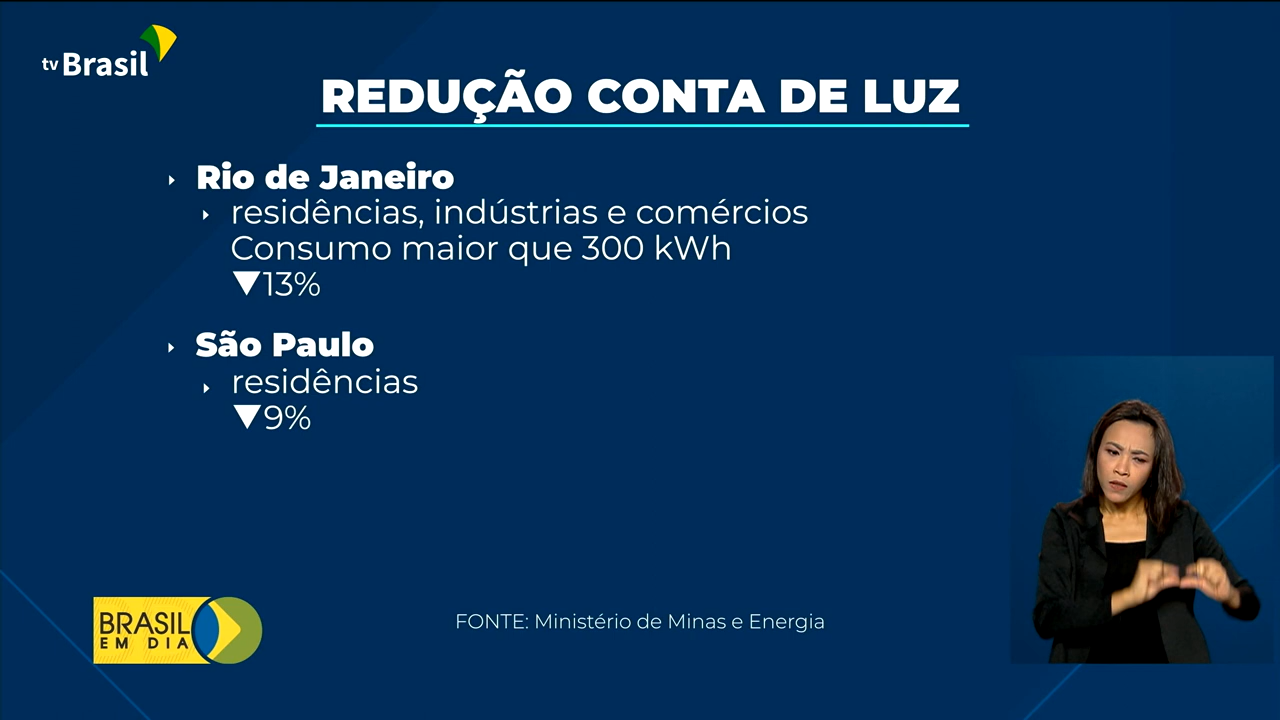 tv Brasil
REDUÇÃO CONTA DE LUZ
Rio de Janeiro
residências, indústrias e comércios
Consumo maior que 300 kWh
▼13%
São Paulo
residências
▼9%
BRASIL
EM DIA
FONTE: Ministério de Minas e Energia